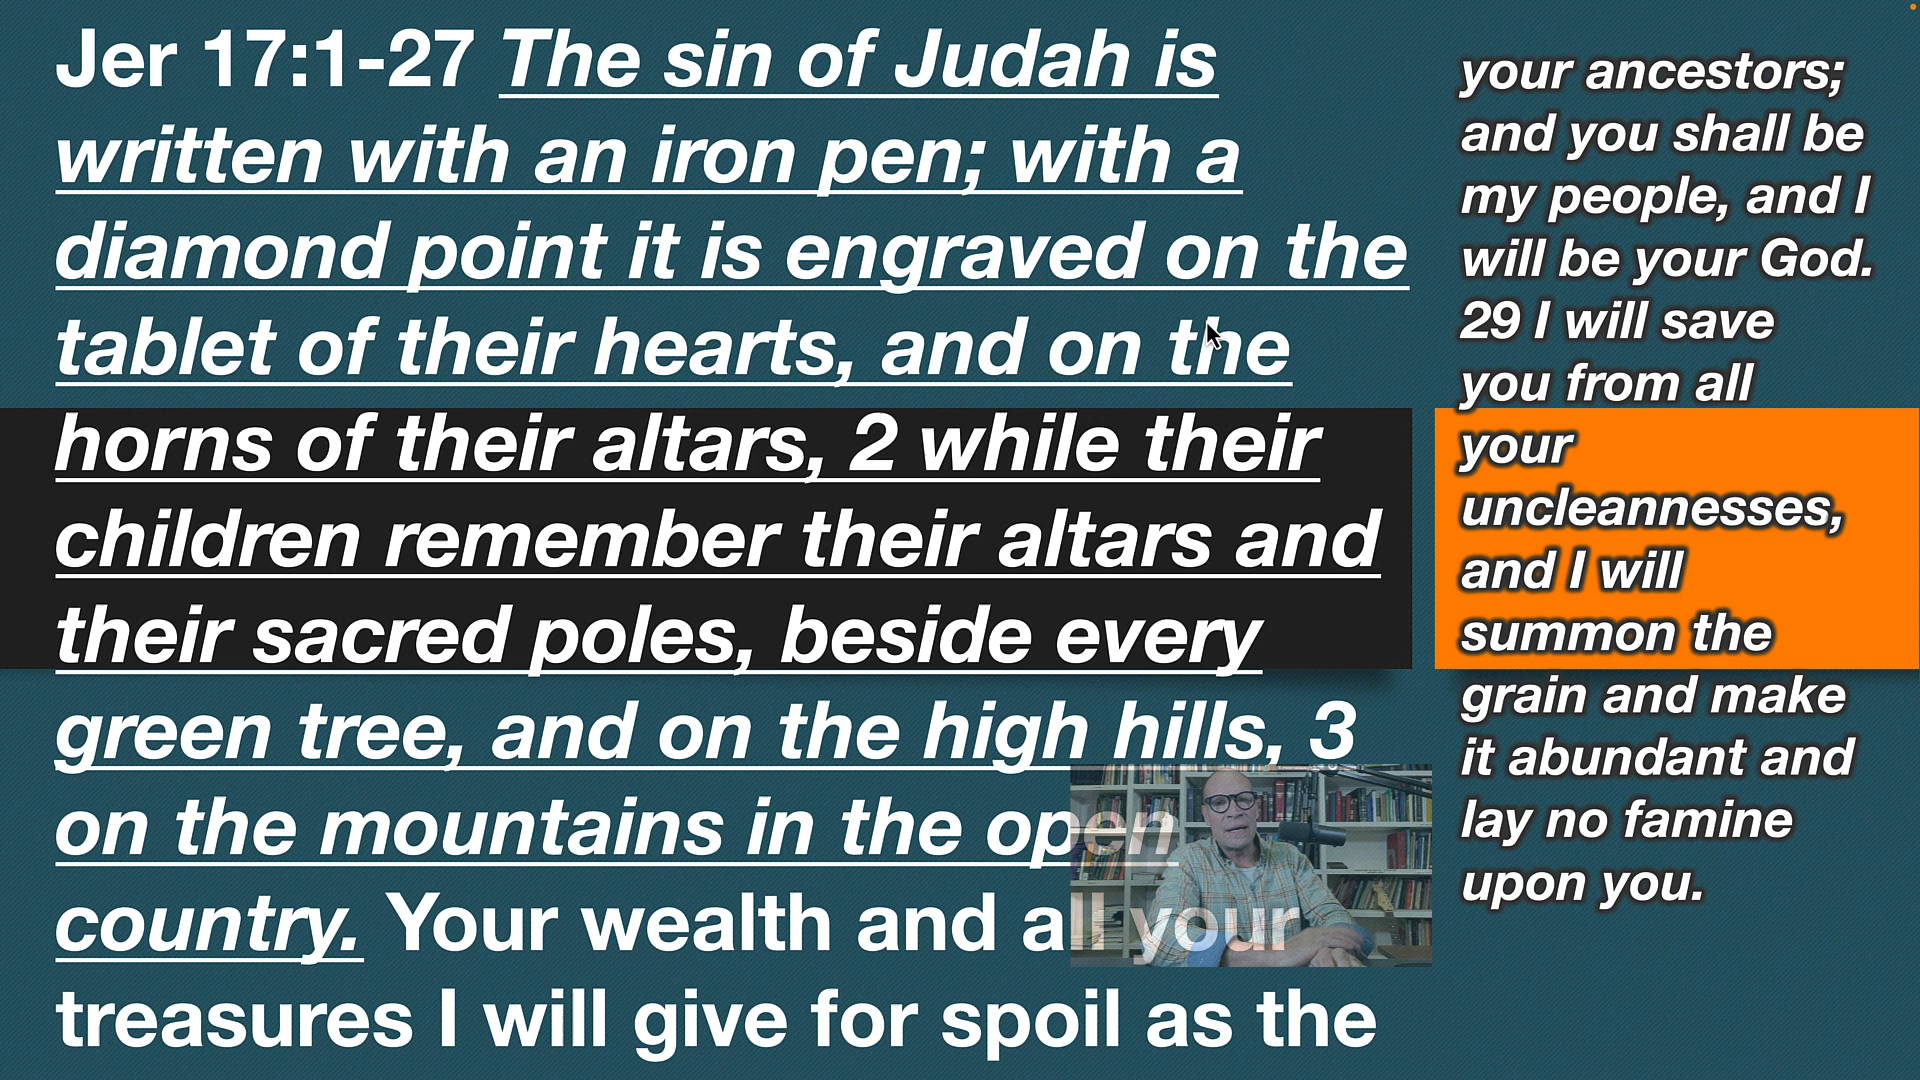 Jer 17:1-27 The sin of Judah is
written with an iron pen; with a
diamond point it is engraved on the
tablet of their hearts, and on the
horns of their altars, 2 while their
children remember their altars and
their sacred poles, beside every
green tree, and on the high hills, 3
on the mountains in the open
country. Your wealth and all your
treasures I will give for spoil as the
your ancestors;
and you shall be
my people, and I
will be your God.
29 I will save
you from all
your
uncleannesses,
and I will
summon the
grain and make
it abundant and
lay no famine
upon you.